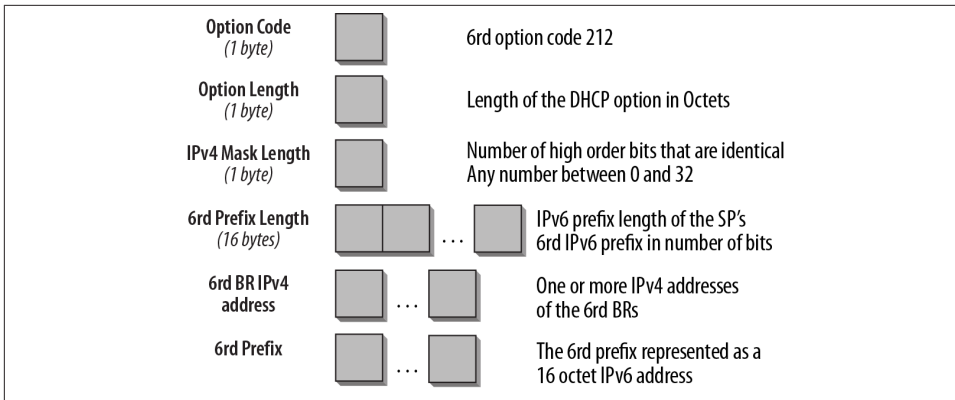 Option Code
(1 byte)
6rd option code 212
Option Length
(1 byte)
Length of the DHCP option in Octets
IPv4 Mask Length
(1 byte)
Number of high order bits that are identical
Any number between 0 and 32
6rd Prefix Length
(16 bytes)
...
IPv6 prefix length of the SP's
6rd IPv6 prefix in number of bits
6rd BR IPv4
address
...
One or more IPv4 addresses
of the 6rd BRs
6rd Prefix
...
The 6rd prefix represented as a
16 octet IPv6 address